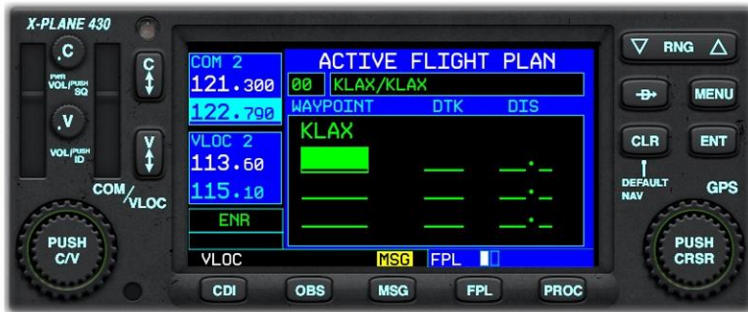 X-PLANE 430
.C
PWR
VOL/PUSH SQ
C
.V
VOL/PUSH ID
V
COM/VLOC
PUSH
C/V
COM 2
121.300
122.790
VLOC 2
113.60
115.10
ENR
VLOC
ACTIVE FLIGHT PLAN
00 KLAX/KLAX
WAYPOINT DTK DIS
KLAX
MSG FPL
CDI OBS MSG FPL PROC
RNG
D
MENU
CLR
ENT
DEFAULT
NAV
GPS
PUSH
CRSR